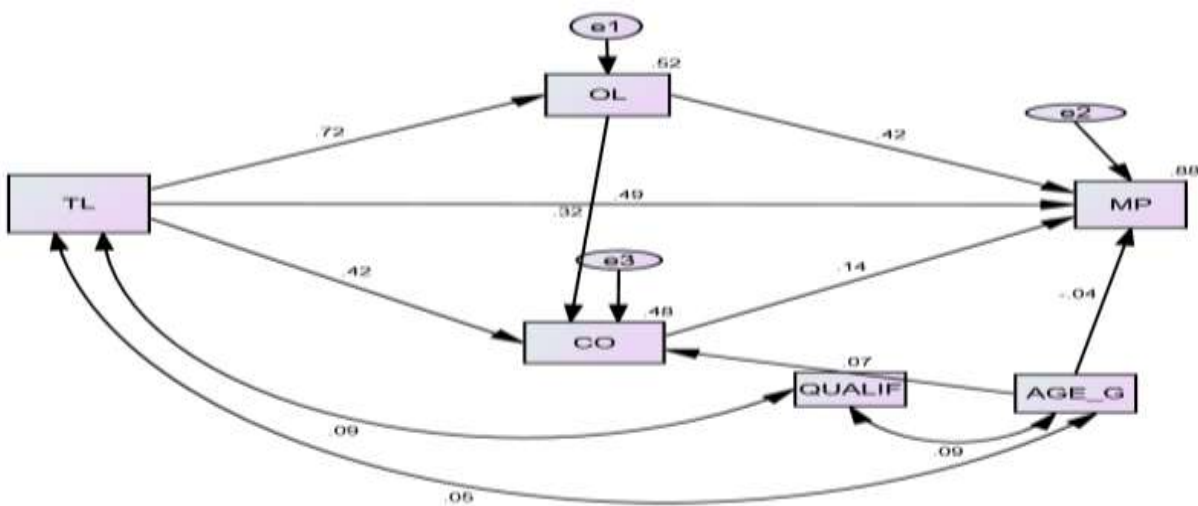 e1
.52
OL
e2
.72
.42
.88
TL
.49
MP
.32
e3
.42
.14
.48
-.04
CO
.07
QUALIF
AGE_G
.09
.09
.05